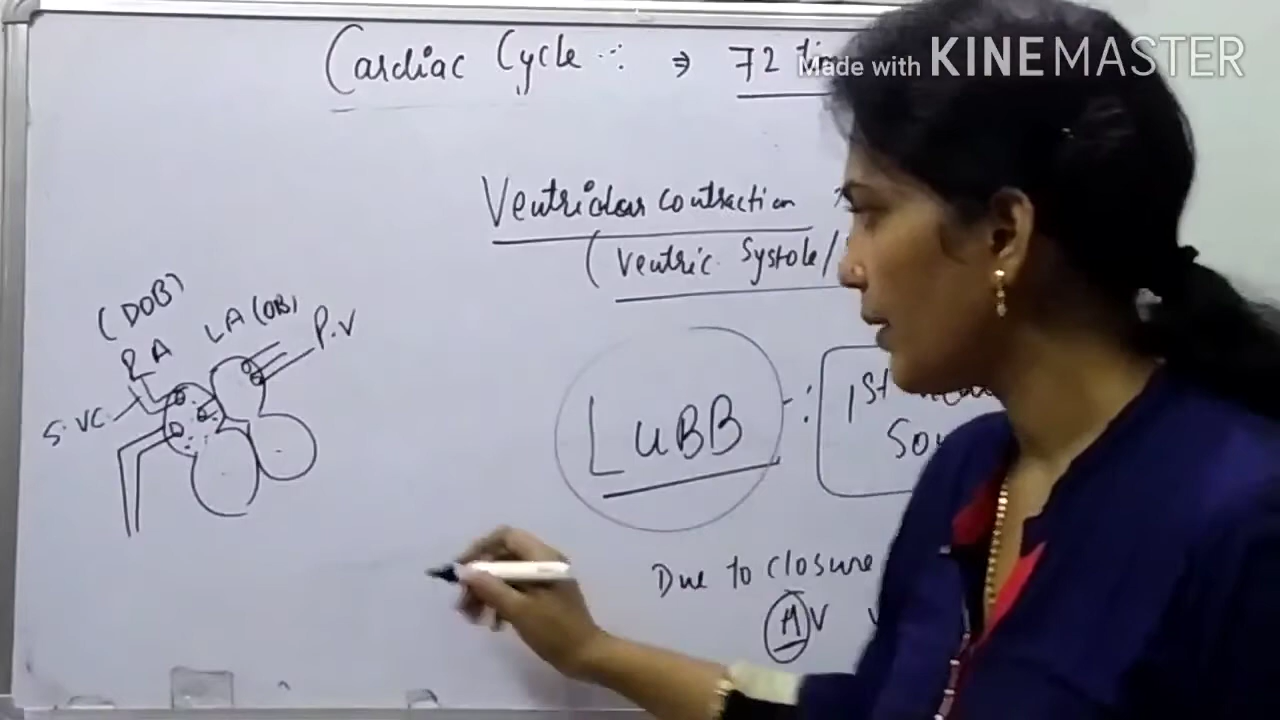 Cardiac Cycle ∴ ⇒ 72
Made with KINEMASTER
Ventricular contraction
(Ventric. Systole/
(DOB)
RA
LA (OB)
P.V
S.VC
LUBB ∴ 1st
Due to closure
AV